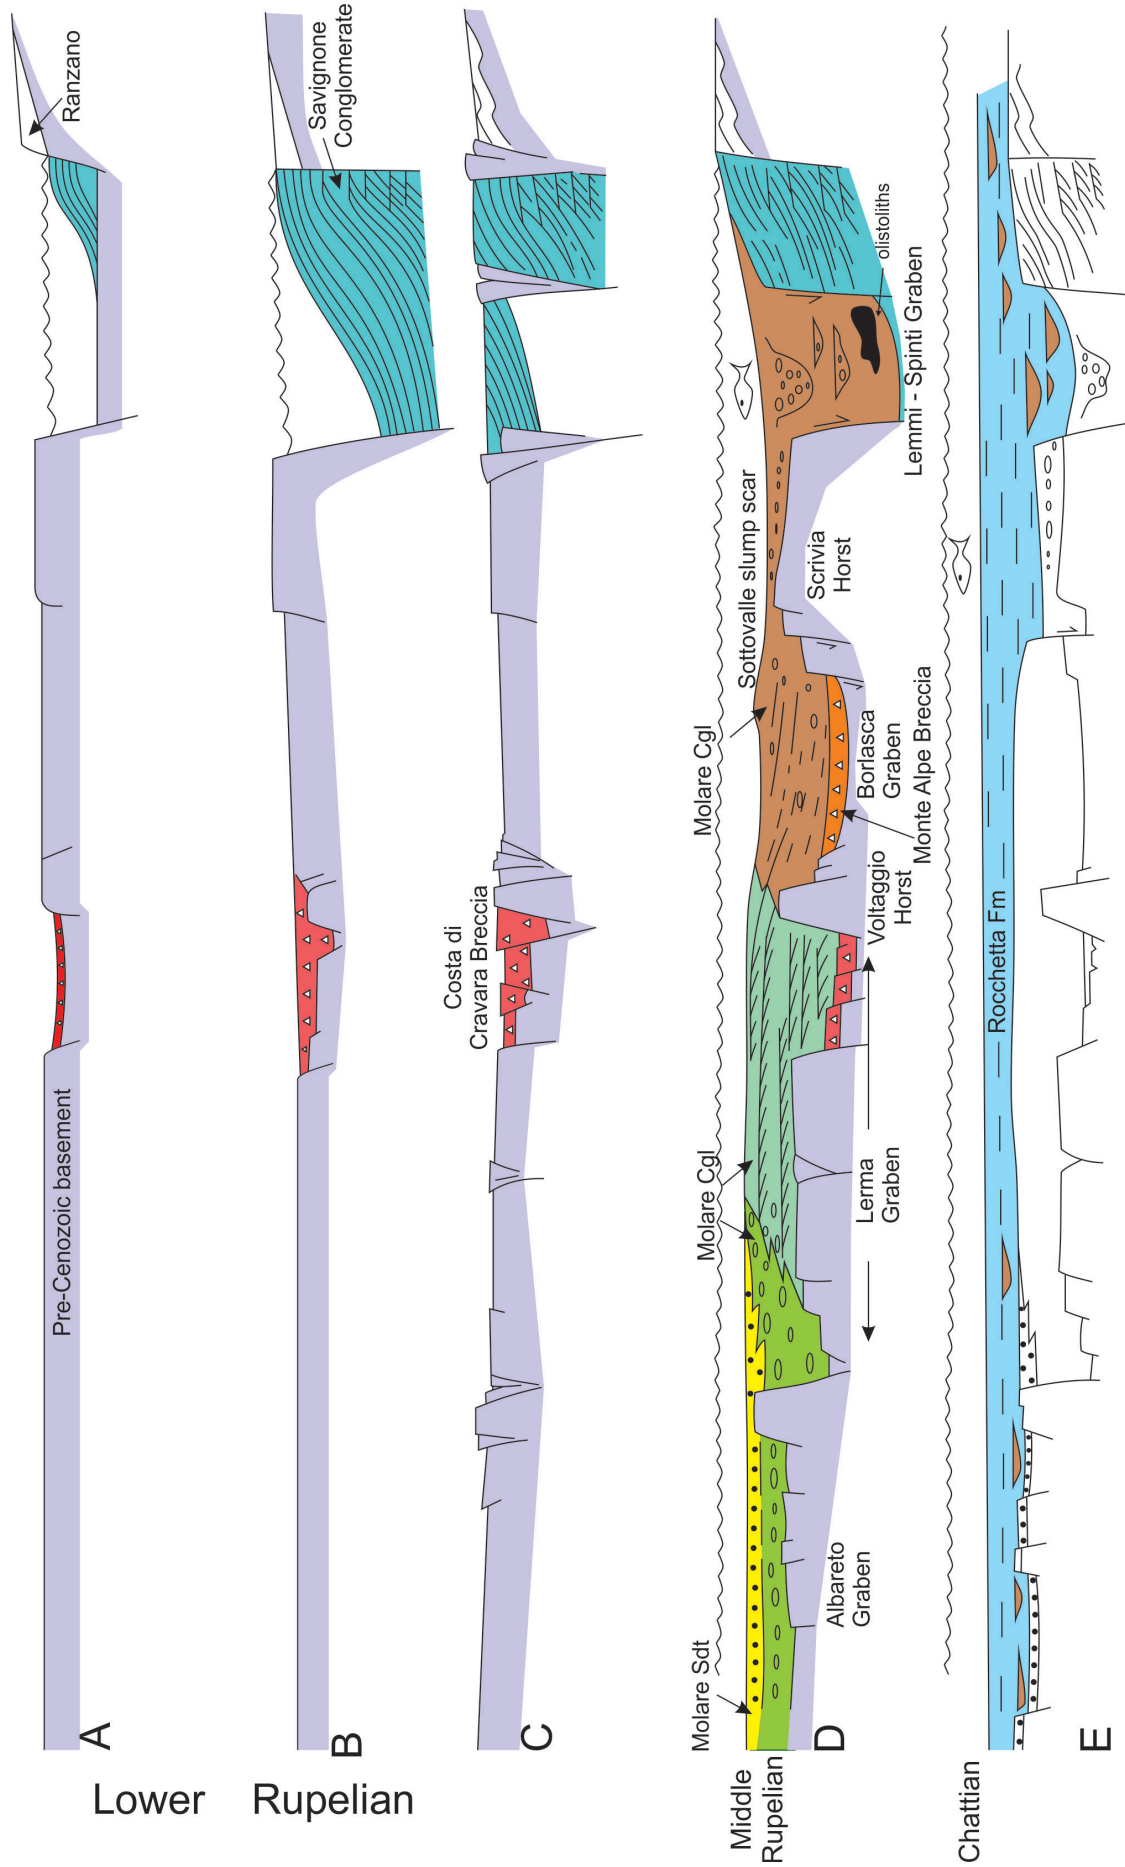 Lower Rupelian
A
Pre-Cenozoic basement
Ranzano
B
Savignone
Conglomerate
C
Costa di
Cravara Breccia
Middle
Rupelian
D
Molare Sdt
Molare Cgl
Molare Cgl
Sottovalle slump scar
Albareto
Graben
Lerma
Graben
Voltaggio
Horst
Borlasca
Graben
Monte Alpe Breccia
Scrivia
Horst
Lemmi - Spinti Graben
olistoliths
Chattian
E
Rocchetta Fm